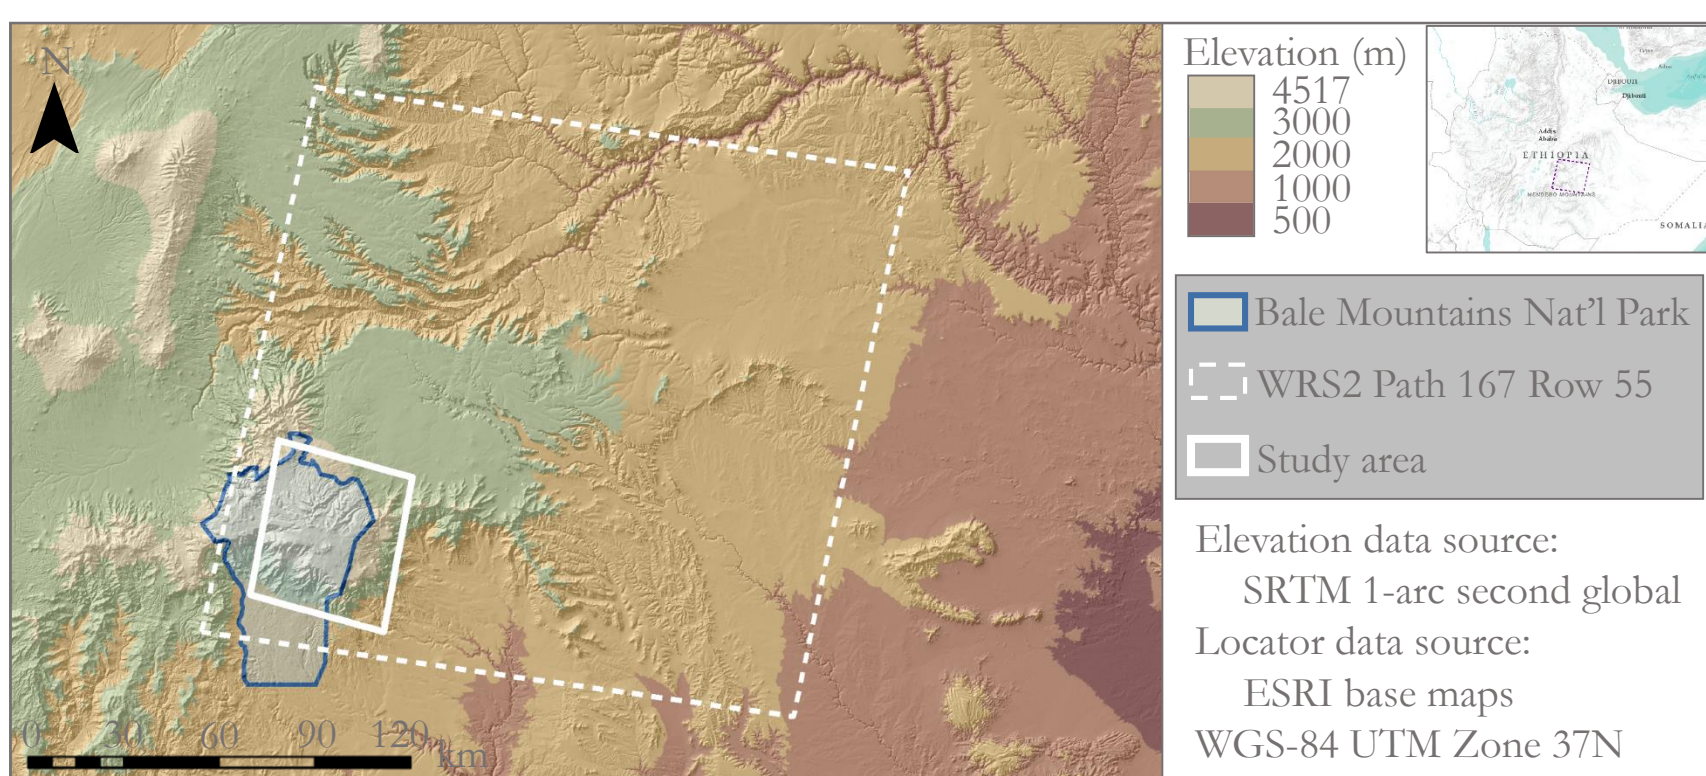 N
0 30 60 90 120
km
Elevation (m)
4517
3000
2000
1000
500
DJIBOUTI
Djibouti
Addis
Ababa
ETHIOPIA
MENDEBO MOUNTAINS
SOMALIA
Bale Mountains Nat'l Park
WRS2 Path 167 Row 55
Study area
Elevation data source:
SRTM 1-arc second global
Locator data source:
ESRI base maps
WGS-84 UTM Zone 37N